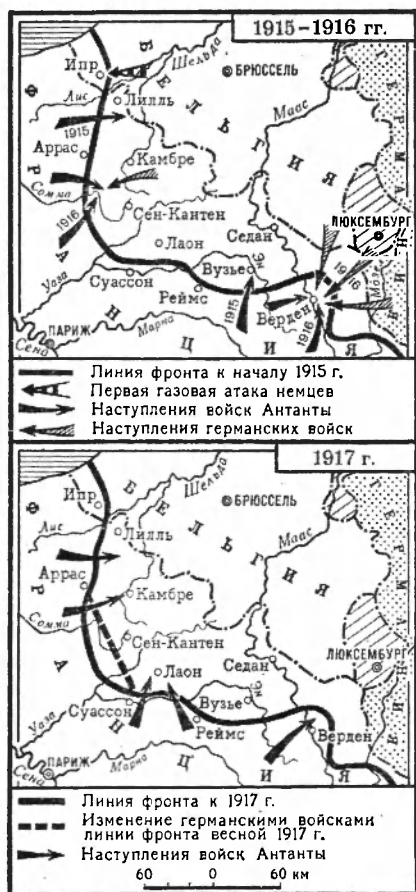 1915–1916 гг.
Ф Р А Н Ц И Я
Б Е Л Ь Г И Я
Г Е Р М А Н И Я
Ипр
Шельда
БРЮССЕЛЬ
Лис
Лилль
1915
Маас
Аррас
Камбре
Сомма
1916
Сен-Кантен
ЛЮКСЕМБУРГ
Седан
Лаон
Вузье
Эн
Уаза
Суассон
Реймс
1915
Верден
1916
1916
Маас
ПАРИЖ
Сена
Марна
Линия фронта к началу 1915 г.
Первая газовая атака немцев
Наступления войск Антанты
Наступления германских войск
1917 г.
Ф Р А Н Ц И Я
Б Е Л Ь Г И Я
Г Е Р М А Н И Я
Ипр
Шельда
БРЮССЕЛЬ
Лис
Лилль
Маас
Аррас
Камбре
Сомма
Сен-Кантен
Седан
ЛЮКСЕМБУРГ
Лаон
Вузье
Эн
Уаза
Суассон
Реймс
Верден
ПАРИЖ
Сена
Марна
Линия фронта к 1917 г.
Изменение германскими войсками
линии фронта весной 1917 г.
Наступления войск Антанты
60 0 60 км